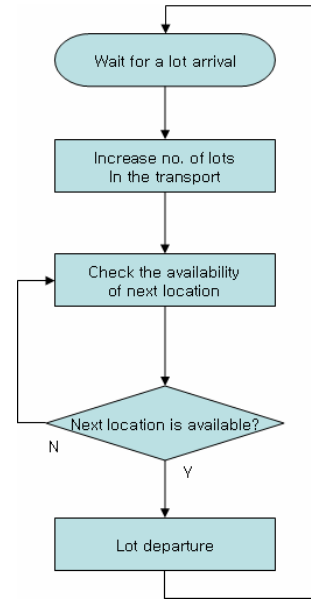 Wait for a lot arrival
Increase no. of lots
In the transport
Check the availability
of next location
Next location is available?
N
Y
Lot departure